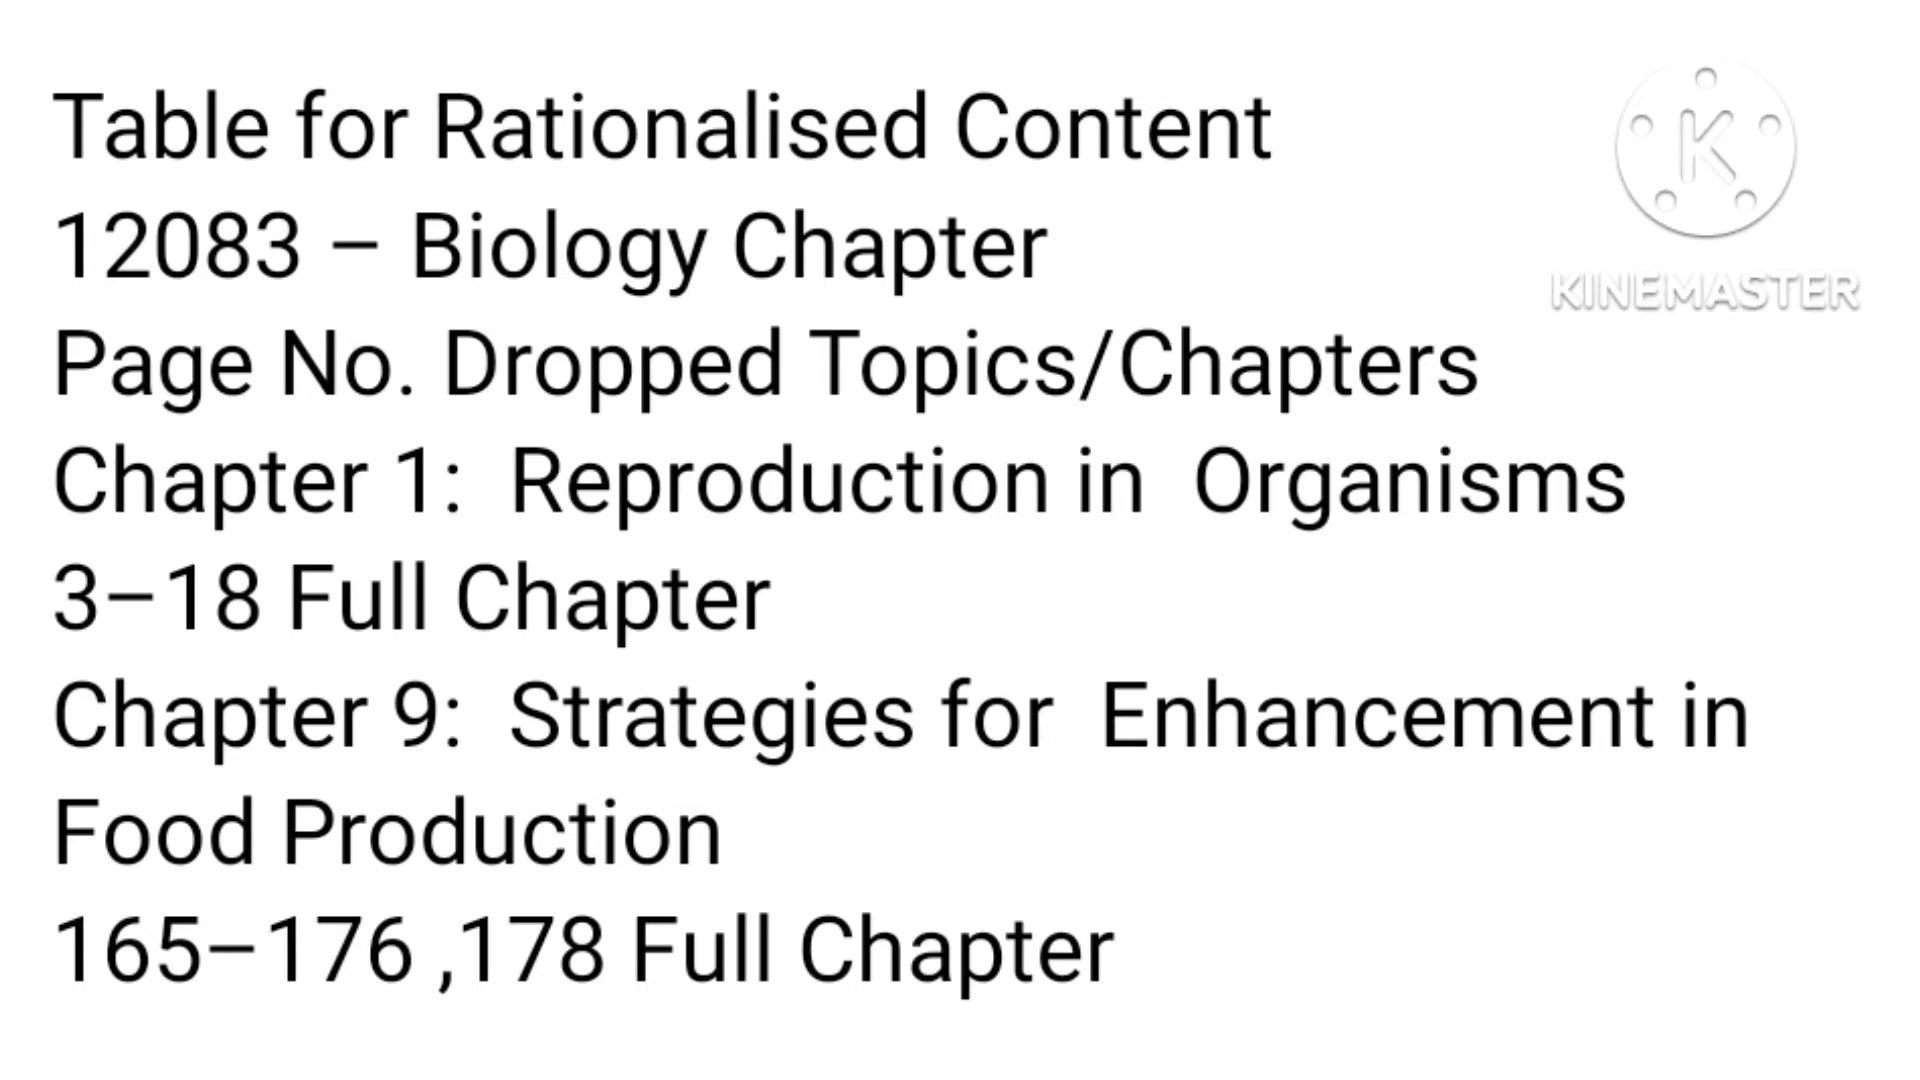 Table for Rationalised Content
12083 – Biology Chapter
Page No. Dropped Topics/Chapters
Chapter 1:  Reproduction in  Organisms
3–18 Full Chapter
Chapter 9:  Strategies for  Enhancement in
Food Production
165–176 ,178 Full Chapter
K
KINEMASTER